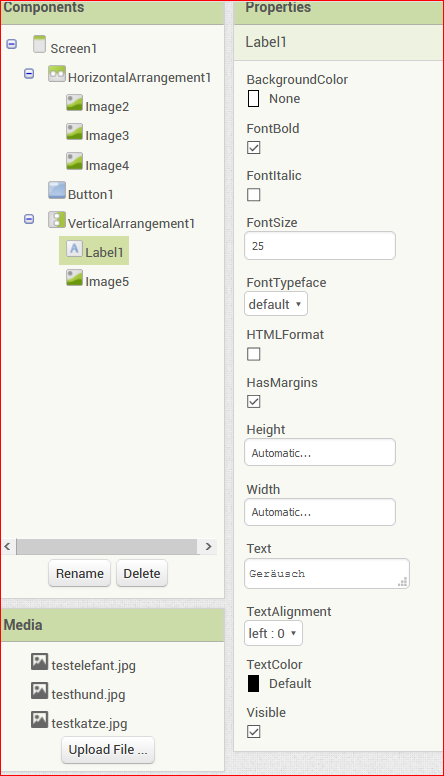 Components
Screen1
HorizontalArrangement1
Image2
Image3
Image4
Button1
VerticalArrangement1
A Label1
Image5
Rename Delete
Media
testelefant.jpg
testhund.jpg
testkatze.jpg
Upload File ...
Properties
Label1
BackgroundColor
None
FontBold
FontItalic
FontSize
25
FontTypeface
default
HTMLFormat
HasMargins
Height
Automatic...
Width
Automatic...
Text
Geräusch
TextAlignment
left : 0
TextColor
Default
Visible